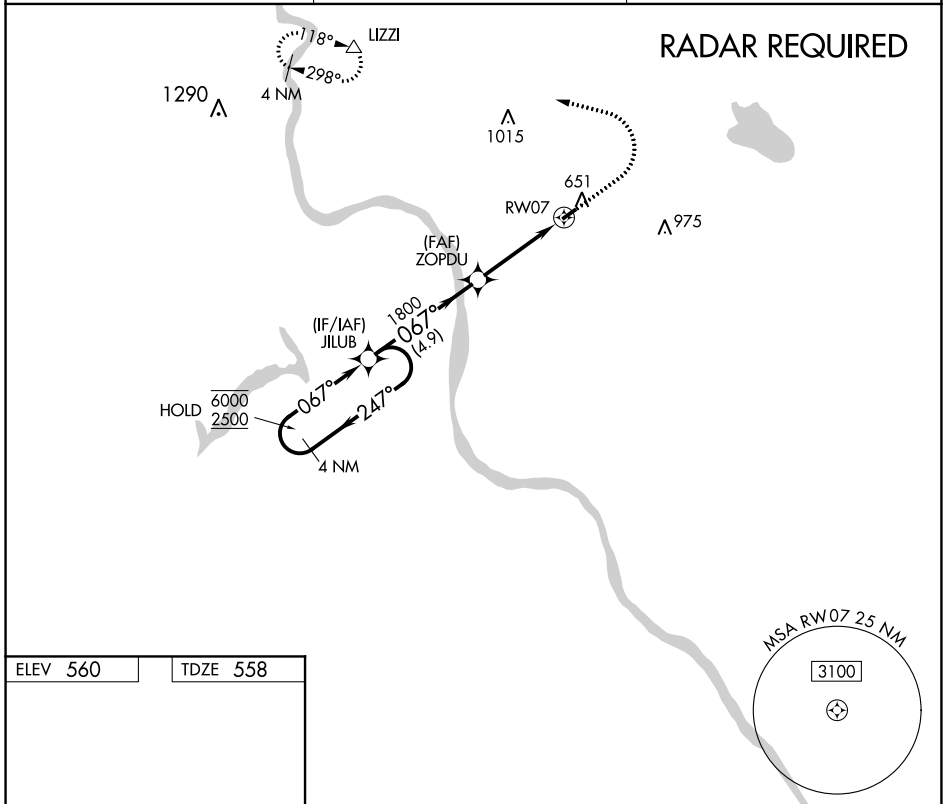 RADAR REQUIRED
118°
LIZZI
298°
4 NM
1290
1015
651
RW07
975
(FAF)
ZOPDU
1800
067°
(4.9)
(IF/IAF)
JILUB
067°
247°
HOLD
6000
2500
4 NM
MSA RW07 25 NM
3100
ELEV 560
TDZE 558